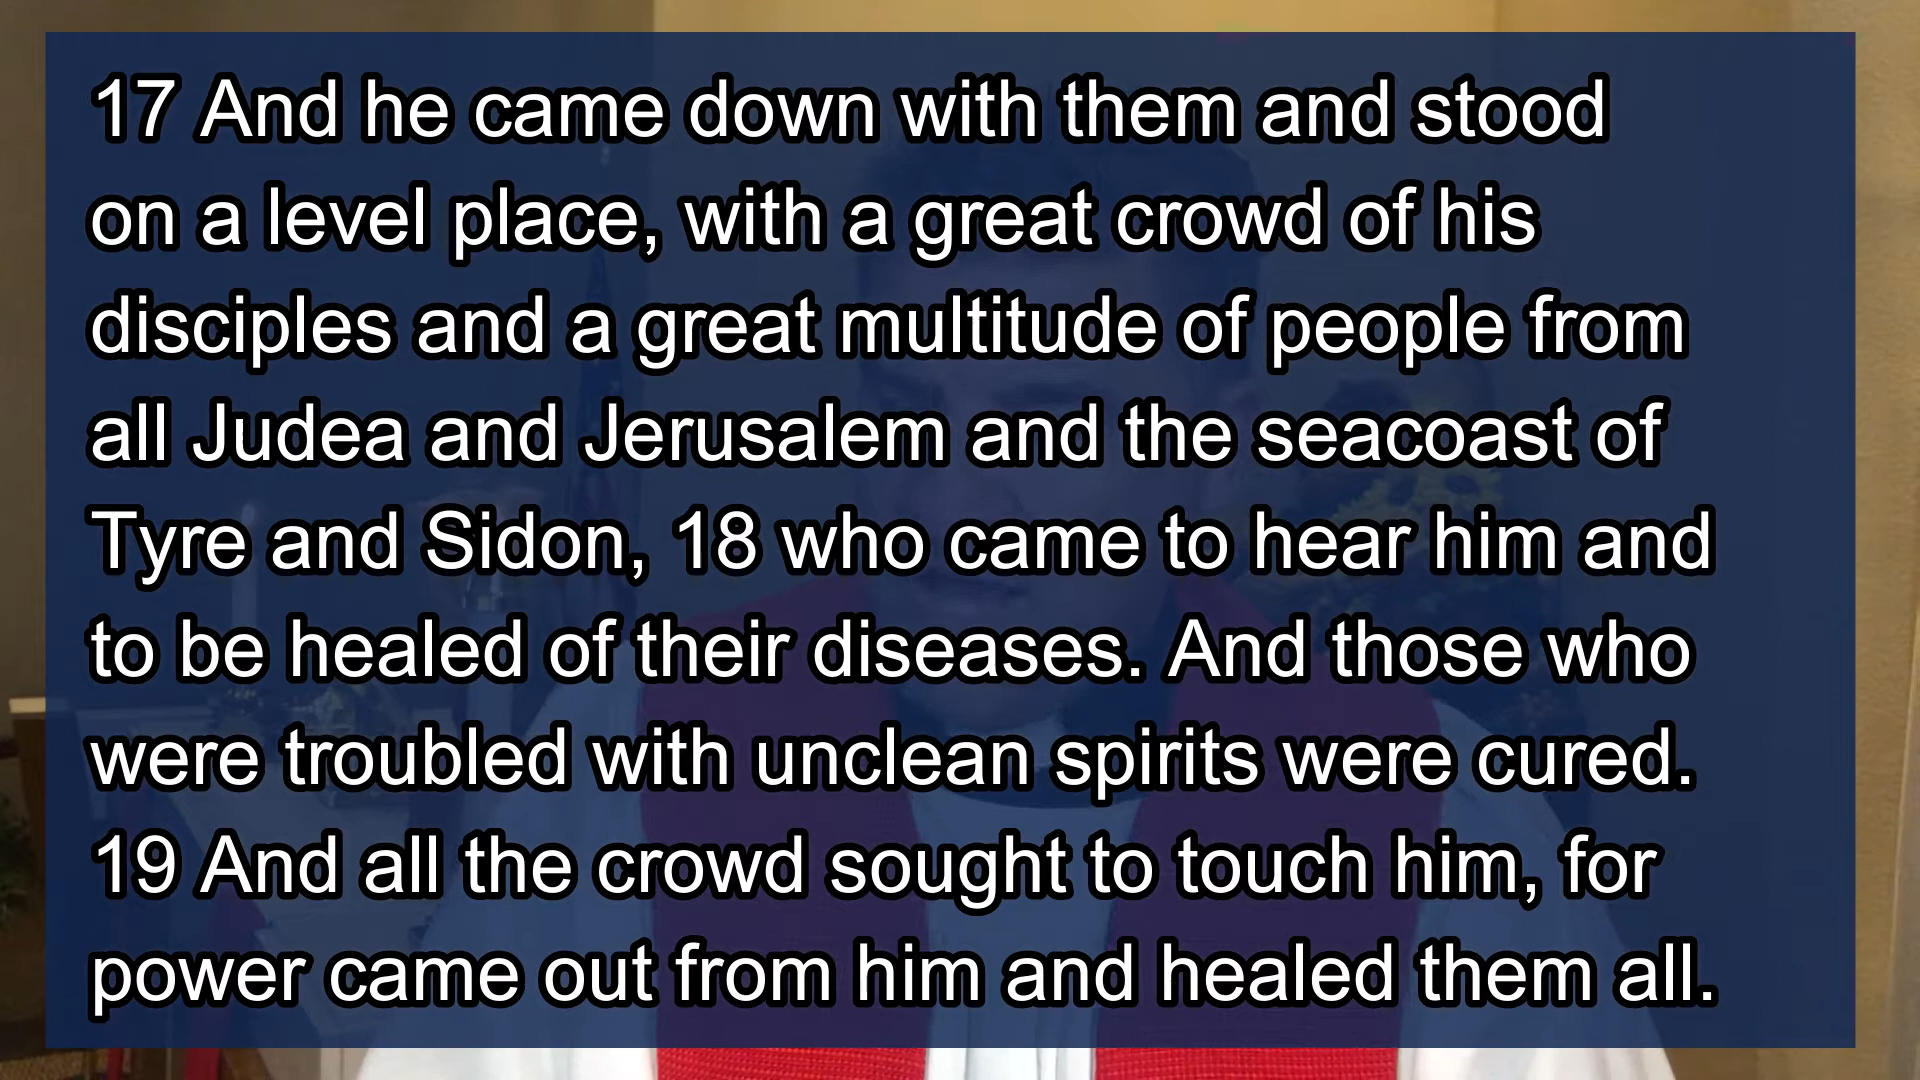 17 And he came down with them and stood
on a level place, with a great crowd of his
disciples and a great multitude of people from
all Judea and Jerusalem and the seacoast of
Tyre and Sidon, 18 who came to hear him and
to be healed of their diseases. And those who
were troubled with unclean spirits were cured.
19 And all the crowd sought to touch him, for
power came out from him and healed them all.